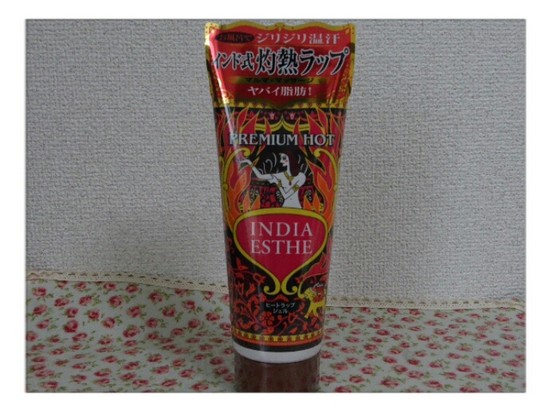 ジリジリ温汗
インド式灼熱ラップ
ヤバイ脂肪!
PREMIUM HOT
INDIA
ESTHE
ヒートラップ
ジェル